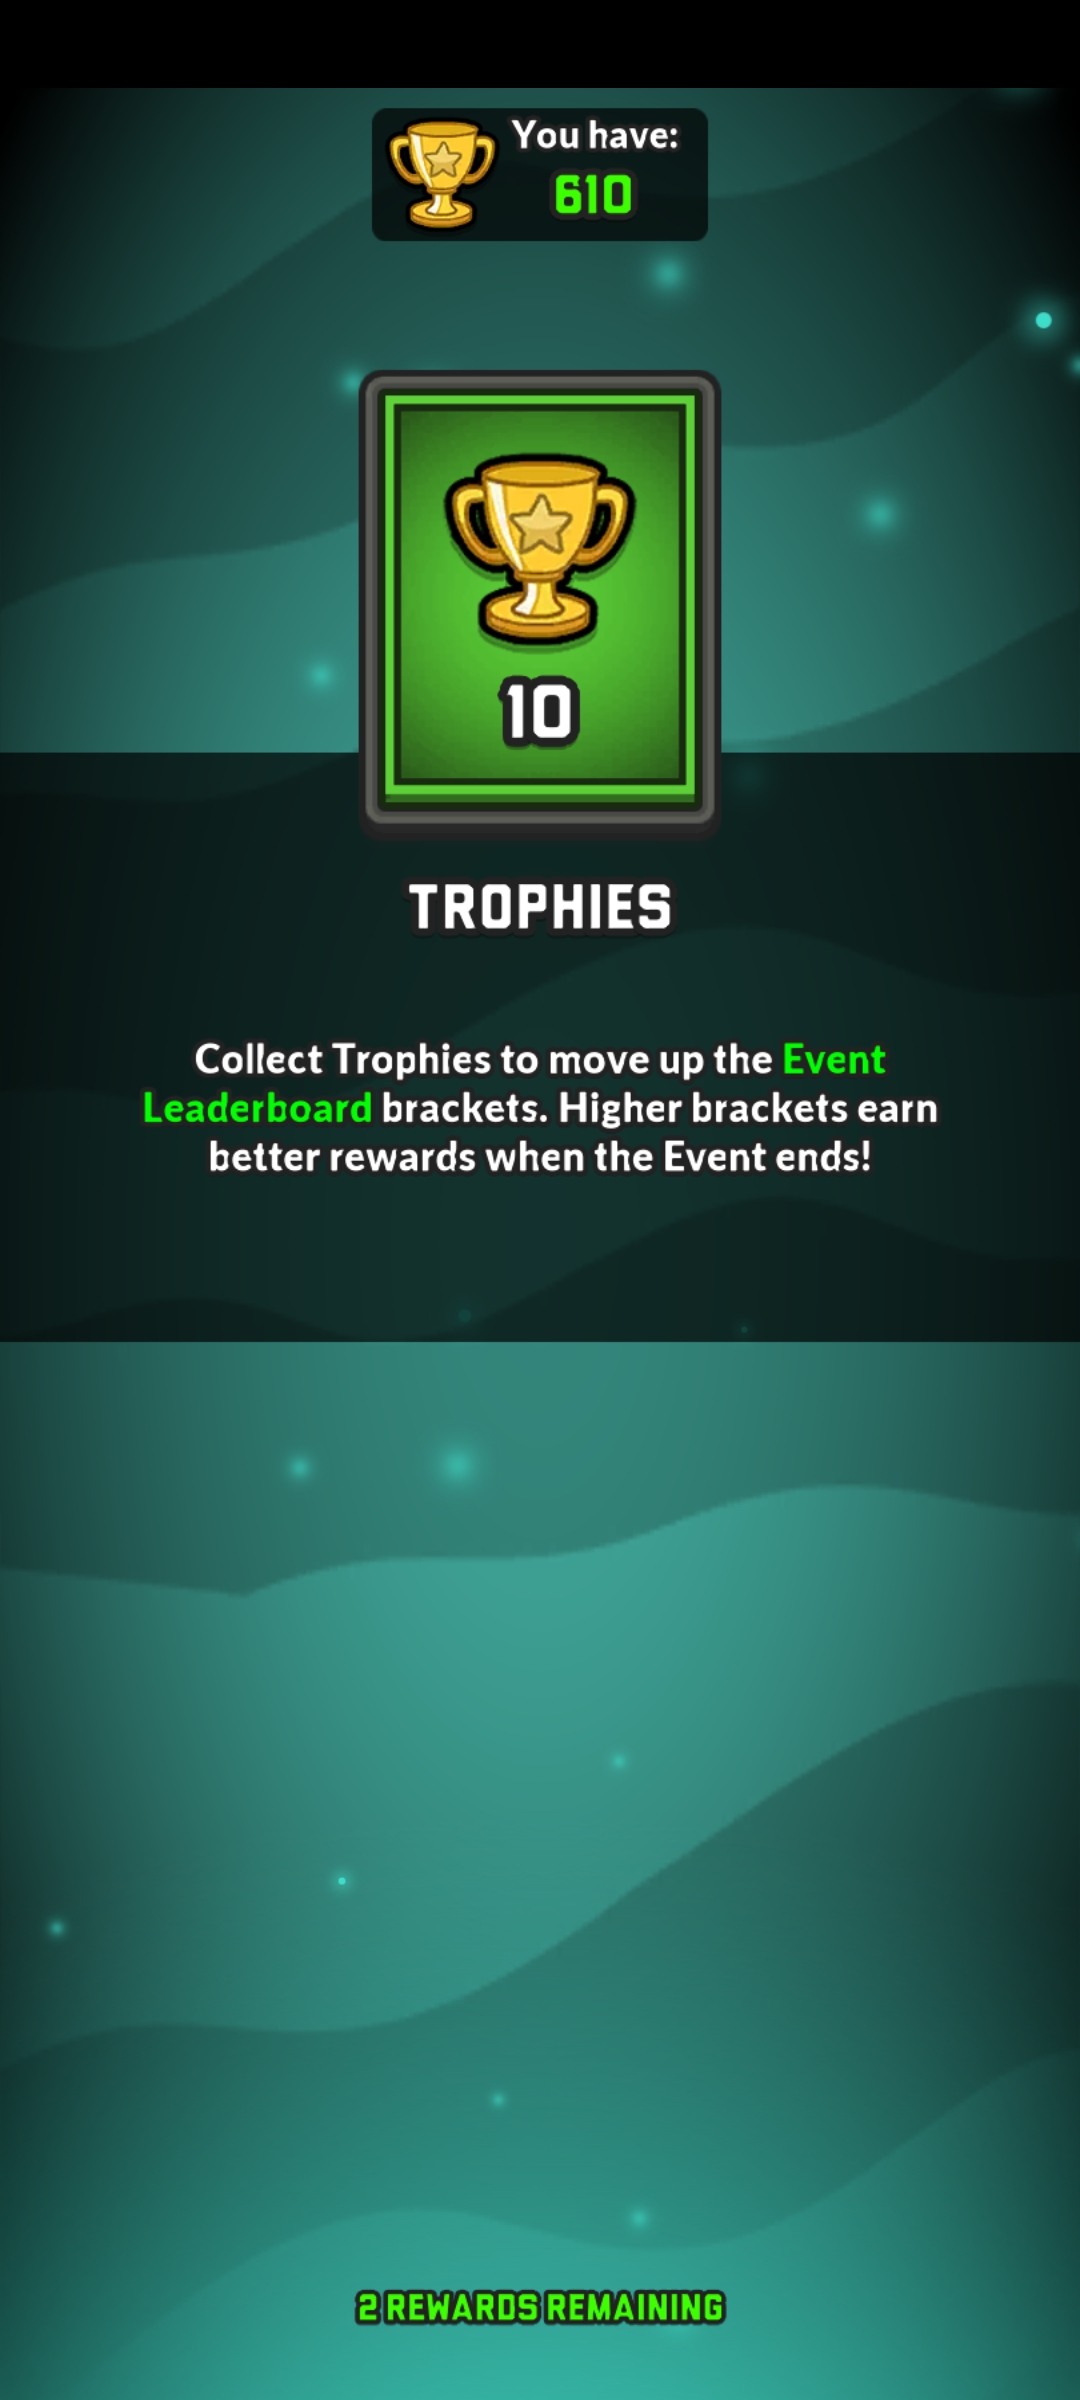 You have:
610
10
TROPHIES
Collect Trophies to move up the Event
Leaderboard brackets. Higher brackets earn
better rewards when the Event ends!
2 REWARDS REMAINING